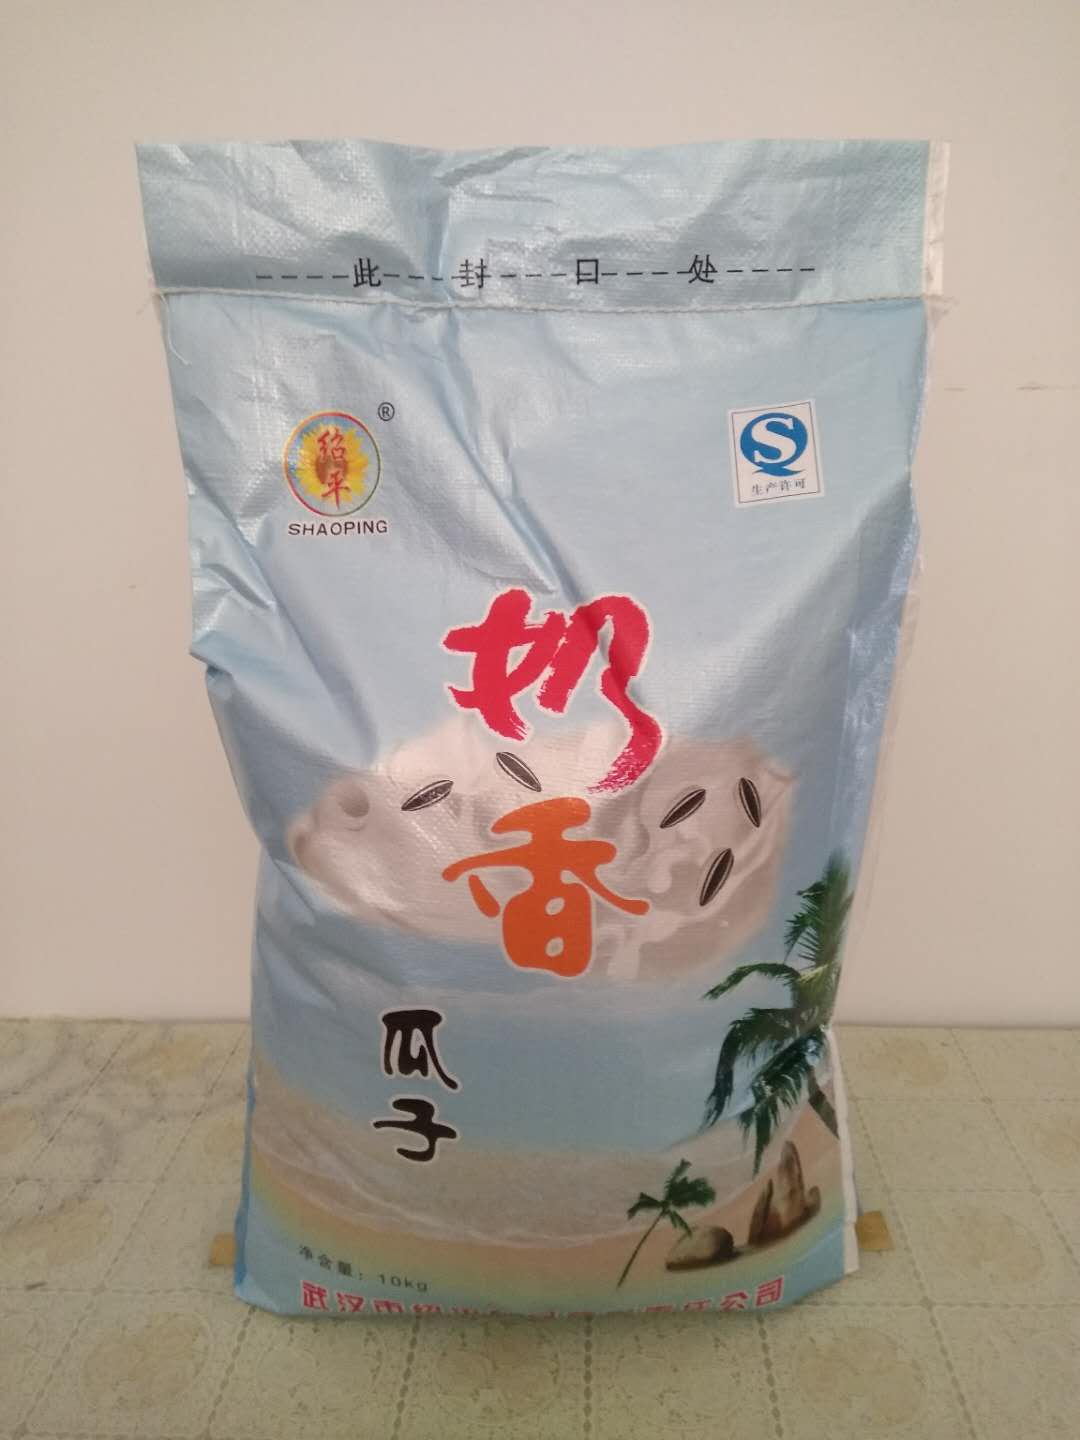 此封口处
绍平
®
SHAOPING
生产许可
奶香
瓜子
净含量：10kg
武汉市绍 公司